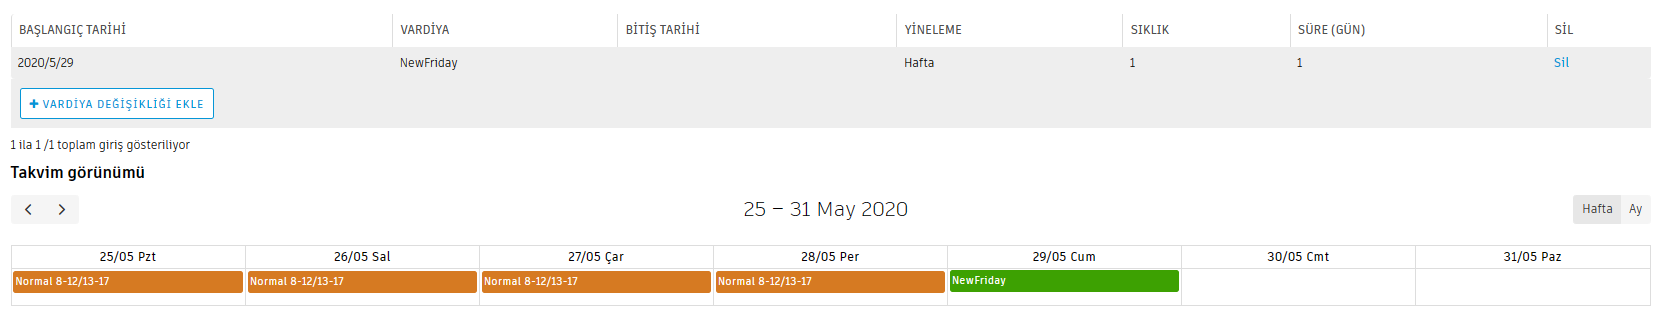 BAŞLANGIÇ TARİHİ VARDİYA BİTİŞ TARİHİ YİNELEME SIKLIK SÜRE (GÜN) SİL
2020/5/29 NewFriday Hafta 1 1 Sil
+ VARDİYA DEĞİŞİKLİĞİ EKLE
1 ila 1 /1 toplam giriş gösteriliyor
Takvim görünümü
25 – 31 May 2020 Hafta Ay
25/05 Pzt 26/05 Sal 27/05 Çar 28/05 Per 29/05 Cum 30/05 Cmt 31/05 Paz
Normal 8-12/13-17 Normal 8-12/13-17 Normal 8-12/13-17 Normal 8-12/13-17 NewFriday